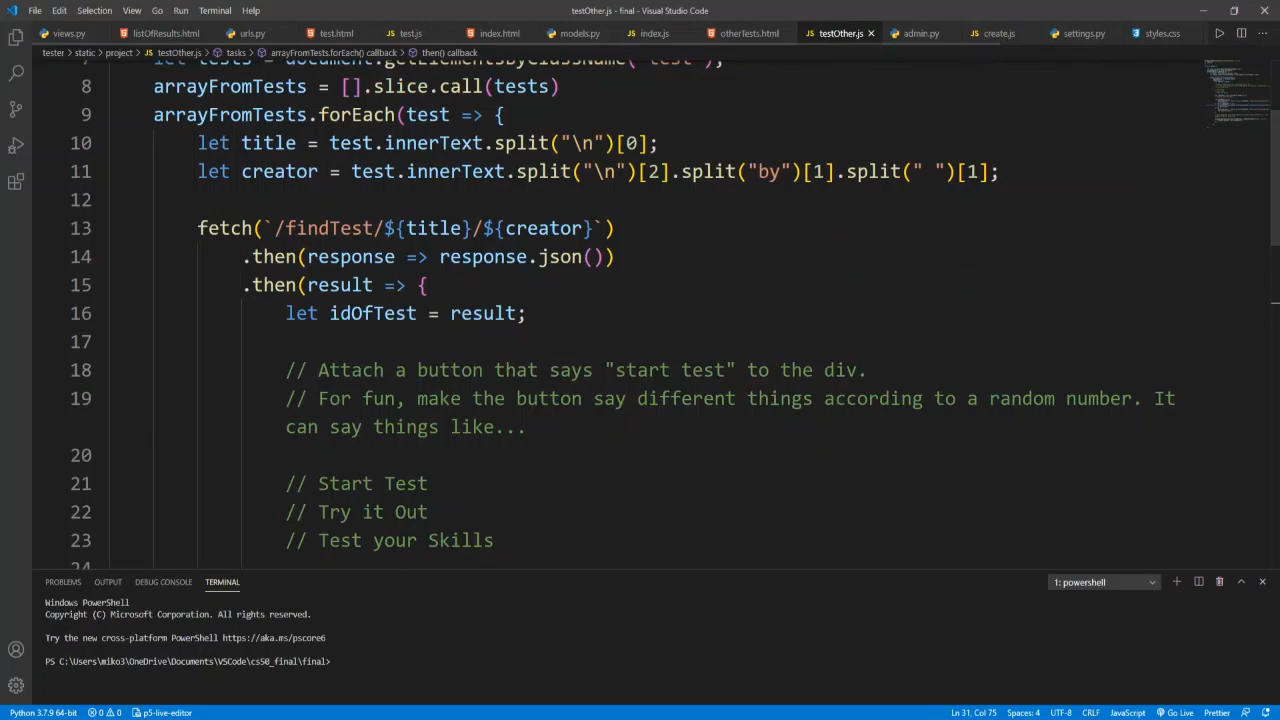 File Edit Selection View Go Run Terminal Help testOther.js - final - Visual Studio Code
views.py listOfResults.html urls.py test.html test.js index.html models.py index.js otherTests.html testOther.js admin.py create.js settings.py styles.css
tester > static > project > testOther.js > tasks > arrayFromTests.forEach() callback > then() callback
7 let tests = document.getElementsByClassName("test");
8 arrayFromTests = [].slice.call(tests)
9 arrayFromTests.forEach(test => {
10 let title = test.innerText.split("\n")[0];
11 let creator = test.innerText.split("\n")[2].split("by")[1].split(" ")[1];
12
13 fetch(`/findTest/${title}/${creator}`)
14 .then(response => response.json())
15 .then(result => {
16 let idOfTest = result;
17
18 // Attach a button that says "start test" to the div.
19 // For fun, make the button say different things according to a random number. It
can say things like...
20
21 // Start Test
22 // Try it Out
23 // Test your Skills
24
PROBLEMS OUTPUT DEBUG CONSOLE TERMINAL 1: powershell
Windows PowerShell
Copyright (C) Microsoft Corporation. All rights reserved.
Try the new cross-platform PowerShell https://aka.ms/pscore6
PS C:\Users\miko3\OneDrive\Documents\VSCode\cs50_final\final>
Python 3.7.9 64-bit 0 0 p5-live-editor Ln 31, Col 75 Spaces: 4 UTF-8 CRLF JavaScript Go Live Prettier